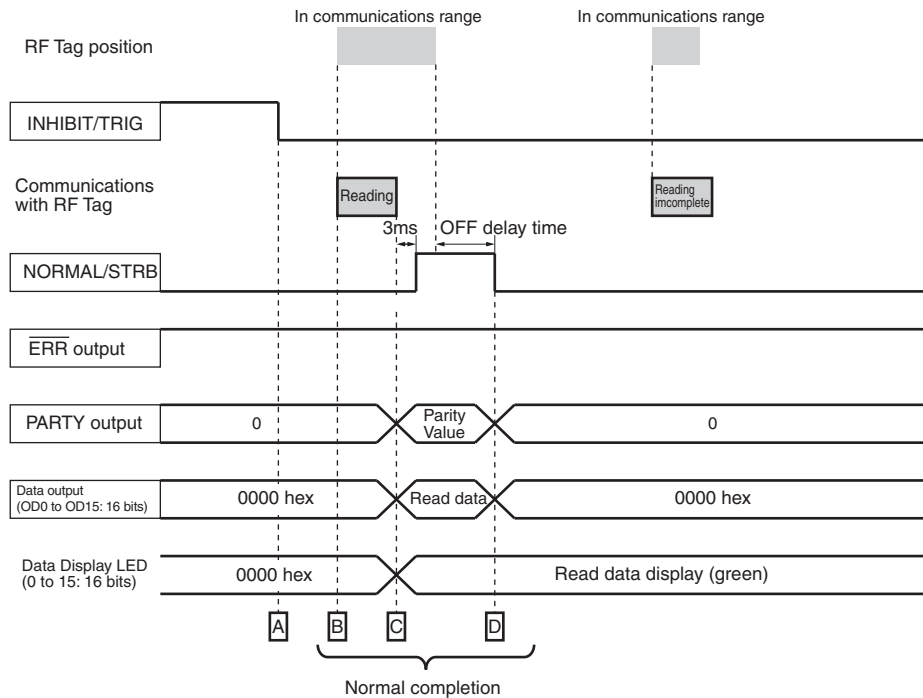 In communications range
In communications range
RF Tag position
INHIBIT/TRIG
Communications
with RF Tag
Reading
Reading
imcomplete
3ms
OFF delay time
NORMAL/STRB
ERR output
PARTY output
0
Parity
Value
0
Data output
(OD0 to OD15: 16 bits)
0000 hex
Read data
0000 hex
Data Display LED
(0 to 15: 16 bits)
0000 hex
Read data display (green)
A
B
C
D
Normal completion